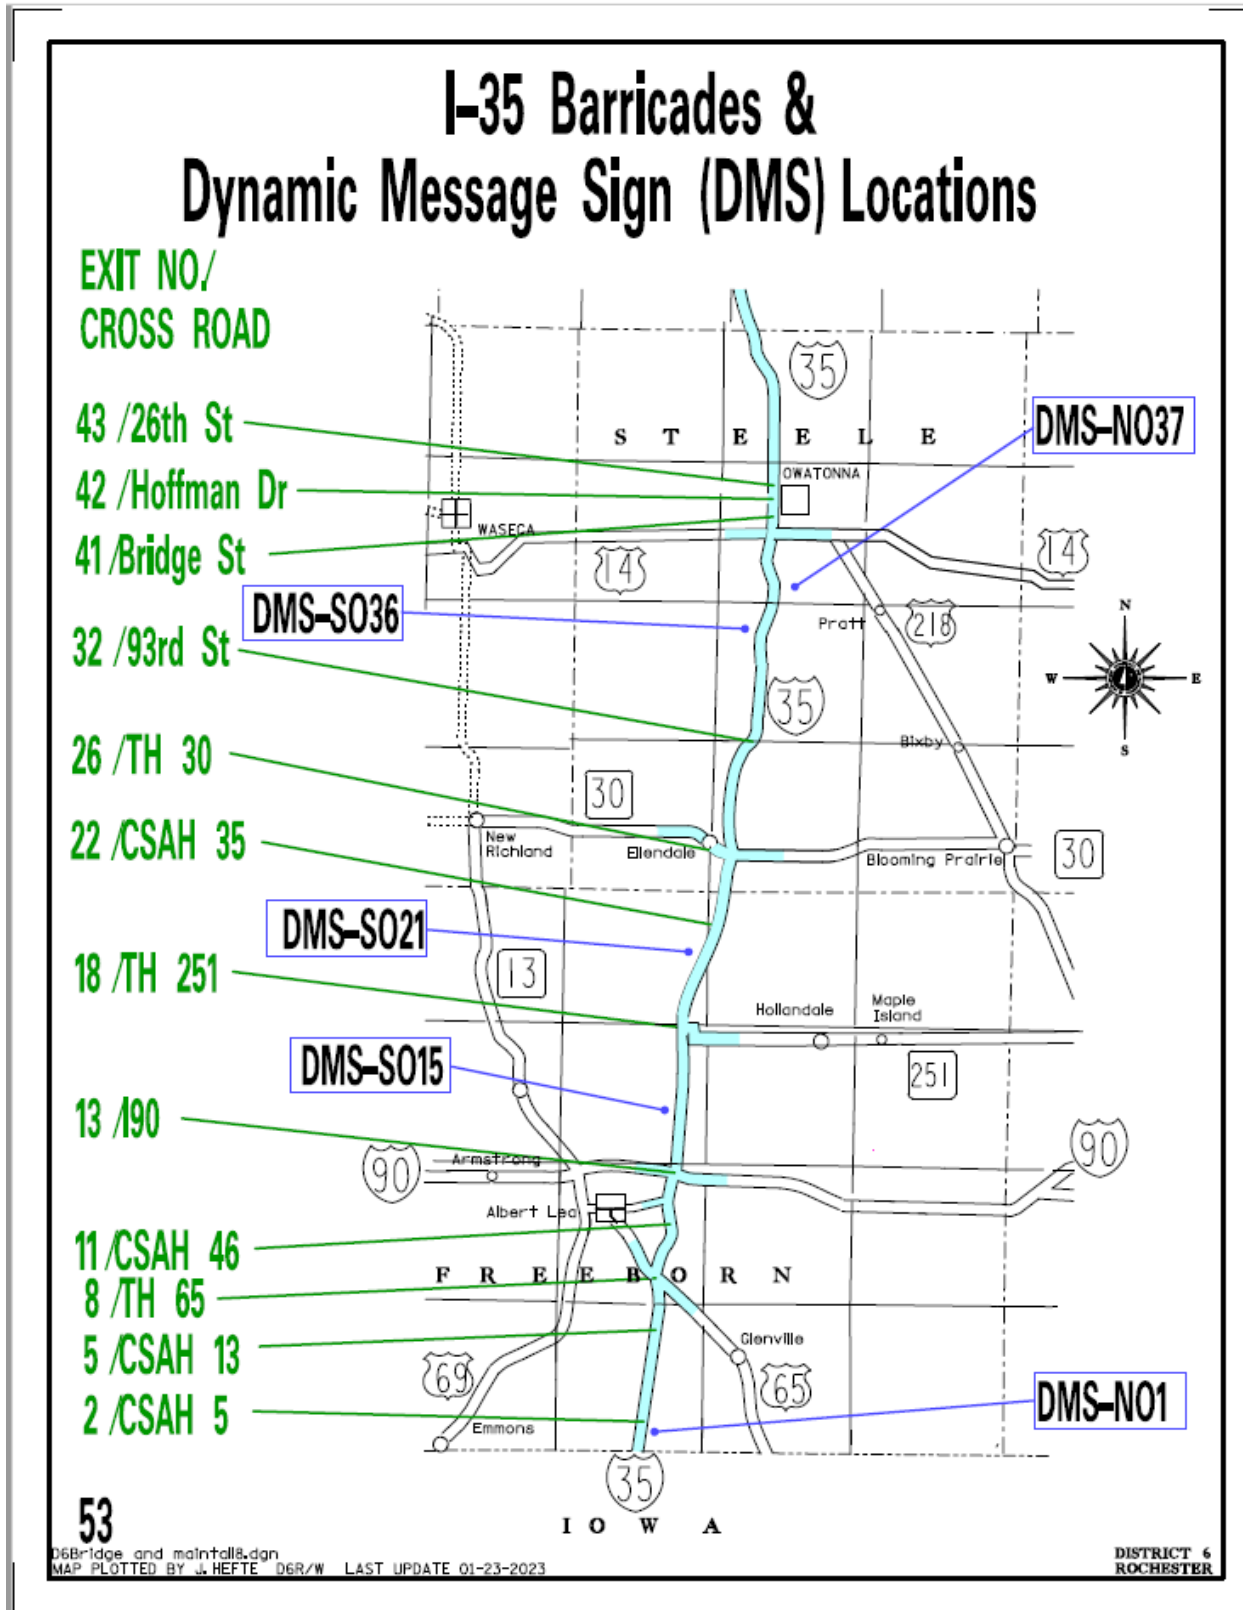 I-35 Barricades &
Dynamic Message Sign (DMS) Locations
EXIT NO./
CROSS ROAD
35
43 /26th St
S T E E L E
DMS-NO37
OWATONNA
42 /Hoffman Dr
WASECA
41 /Bridge St
14
14
DMS-SO36
Pratt
218
N
32 /93rd St
W
E
35
S
Bixby
26 /TH 30
30
New
Richland
22 /CSAH 35
Ellendale
Blooming Prairie
30
DMS-SO21
18 /TH 251
13
Hollandale
Maple
Island
DMS-SO15
251
13 /I90
90
Armstrong
90
Albert Lea
11 /CSAH 46
F R E E B O R N
8 /TH 65
5 /CSAH 13
Glenville
69
65
2 /CSAH 5
DMS-NO1
Emmons
35
I O W A
53
D6Bridge and maintall8.dgn
MAP PLOTTED BY J. HEFTE D6R/W LAST UPDATE 01-23-2023
DISTRICT 6
ROCHESTER